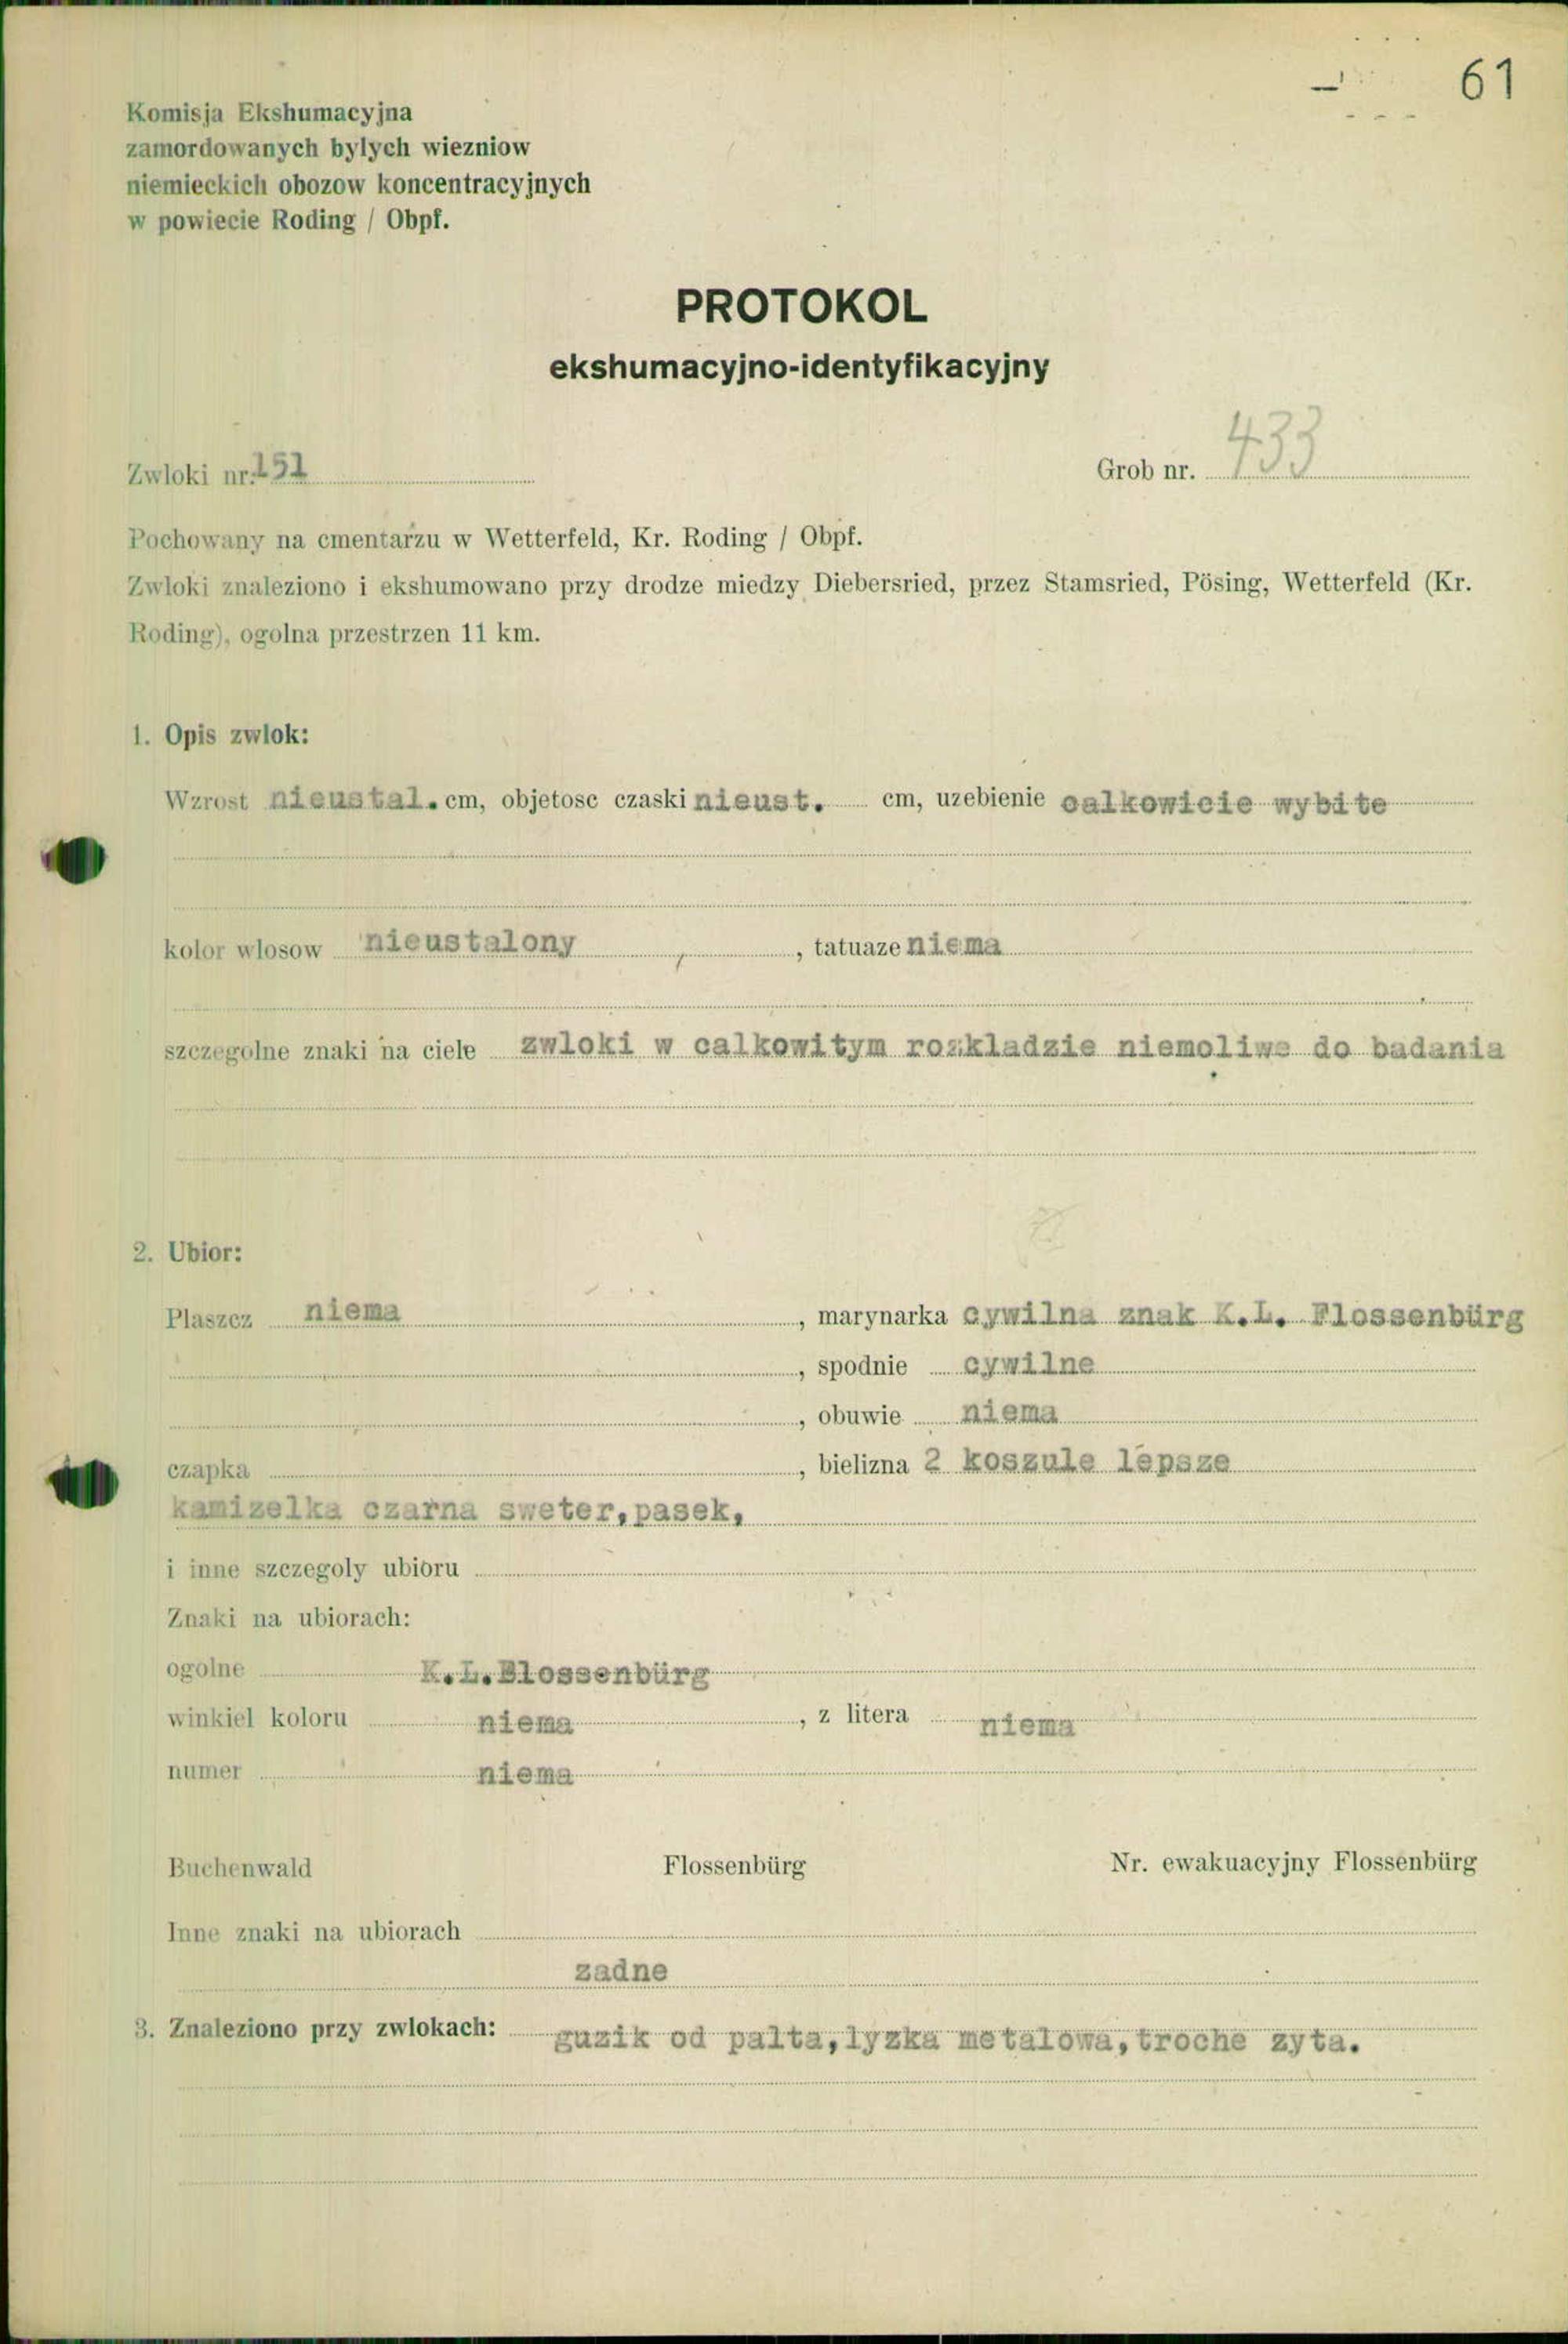 61
Komisja Ekshumacyjna
zamordowanych bylych wiezniow
niemieckich obozow koncentracyjnych
w powiecie Roding / Obpf.
PROTOKOL
ekshumacyjno-identyfikacyjny
Zwloki nr. 151 Grob nr. 433
Pochowany na cmentarzu w Wetterfeld, Kr. Roding / Obpf.
Zwloki znaleziono i ekshumowano przy drodze miedzy Diebersried, przez Stamsried, Pösing, Wetterfeld (Kr.
Roding), ogolna przestrzen 11 km.
1. Opis zwlok:
Wzrost nieustal. cm, objetosc czaski nieust. cm, uzebienie calkowicie wybite
kolor wlosow nieustalony, tatuaze niema
szczegolne znaki na ciele zwloki w calkowitym rozkladzie niemoliwe do badania
2. Ubior:
Plaszcz niema, marynarka cywilna znak K.L. Flossenbürg
, spodnie cywilne
, obuwie niema
czapka, bielizna 2 koszule lepsze
kamizelka czarna sweter,pasek,
i inne szczegoly ubioru
Znaki na ubiorach:
ogolne K.L.Flossenbürg
winkiel koloru niema, z litera niema
numer niema
Buchenwald Flossenbürg Nr. ewakuacyjny Flossenbürg
Inne znaki na ubiorach
zadne
3. Znaleziono przy zwlokach: guzik od palta,lyzka metalowa,troche zyta.